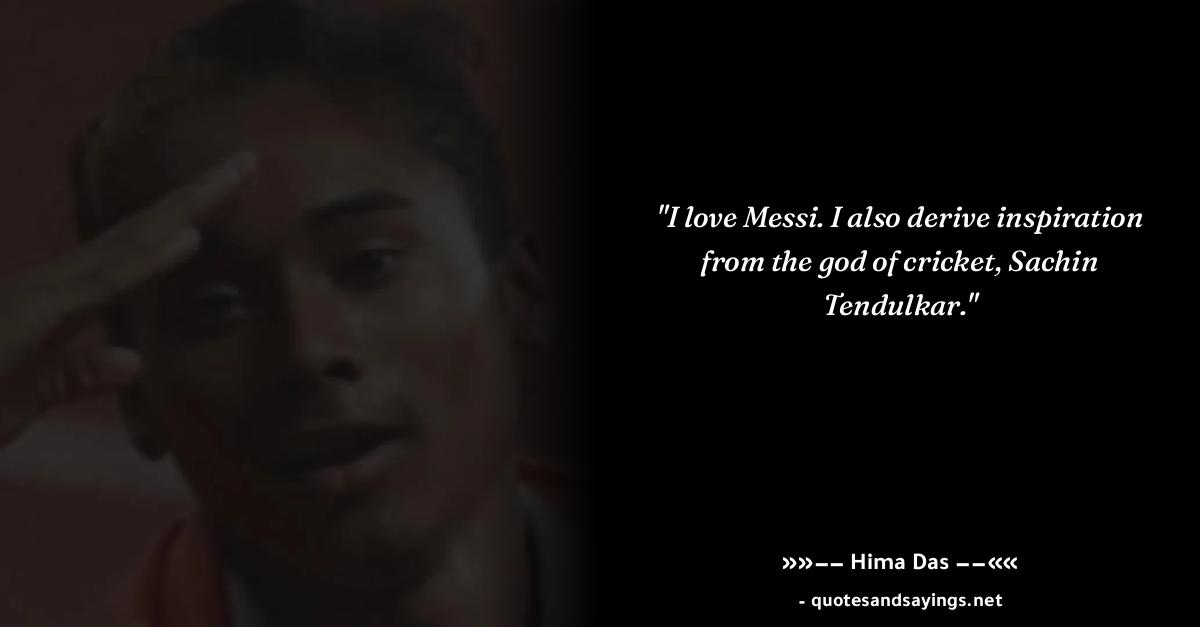 "I love Messi. I also derive inspiration
from the god of cricket, Sachin
Tendulkar."
»»–– Hima Das ––««
- quotesandsayings.net